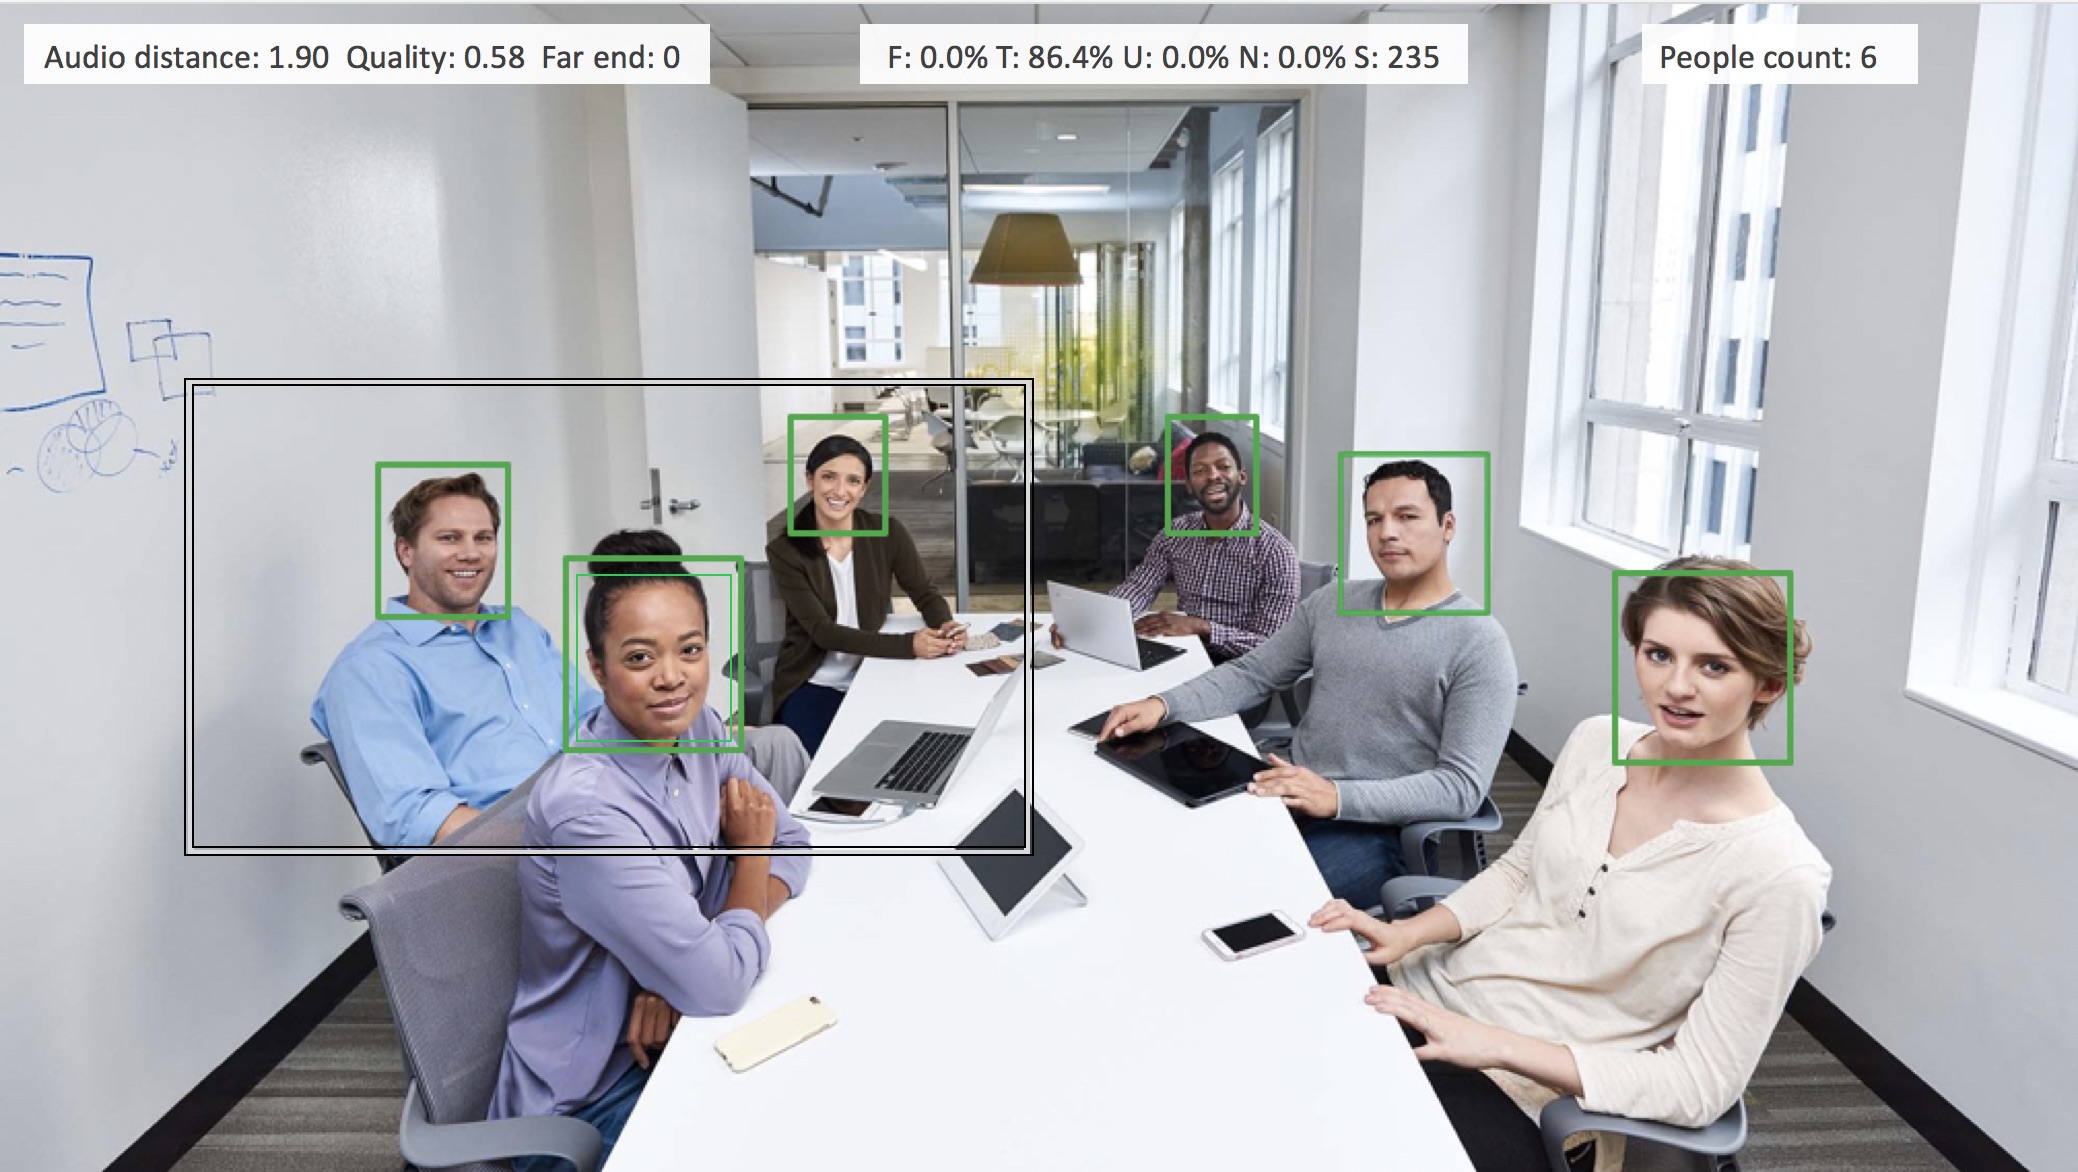 Audio distance: 1.90  Quality: 0.58  Far end: 0
F: 0.0% T: 86.4% U: 0.0% N: 0.0% S: 235
People count: 6